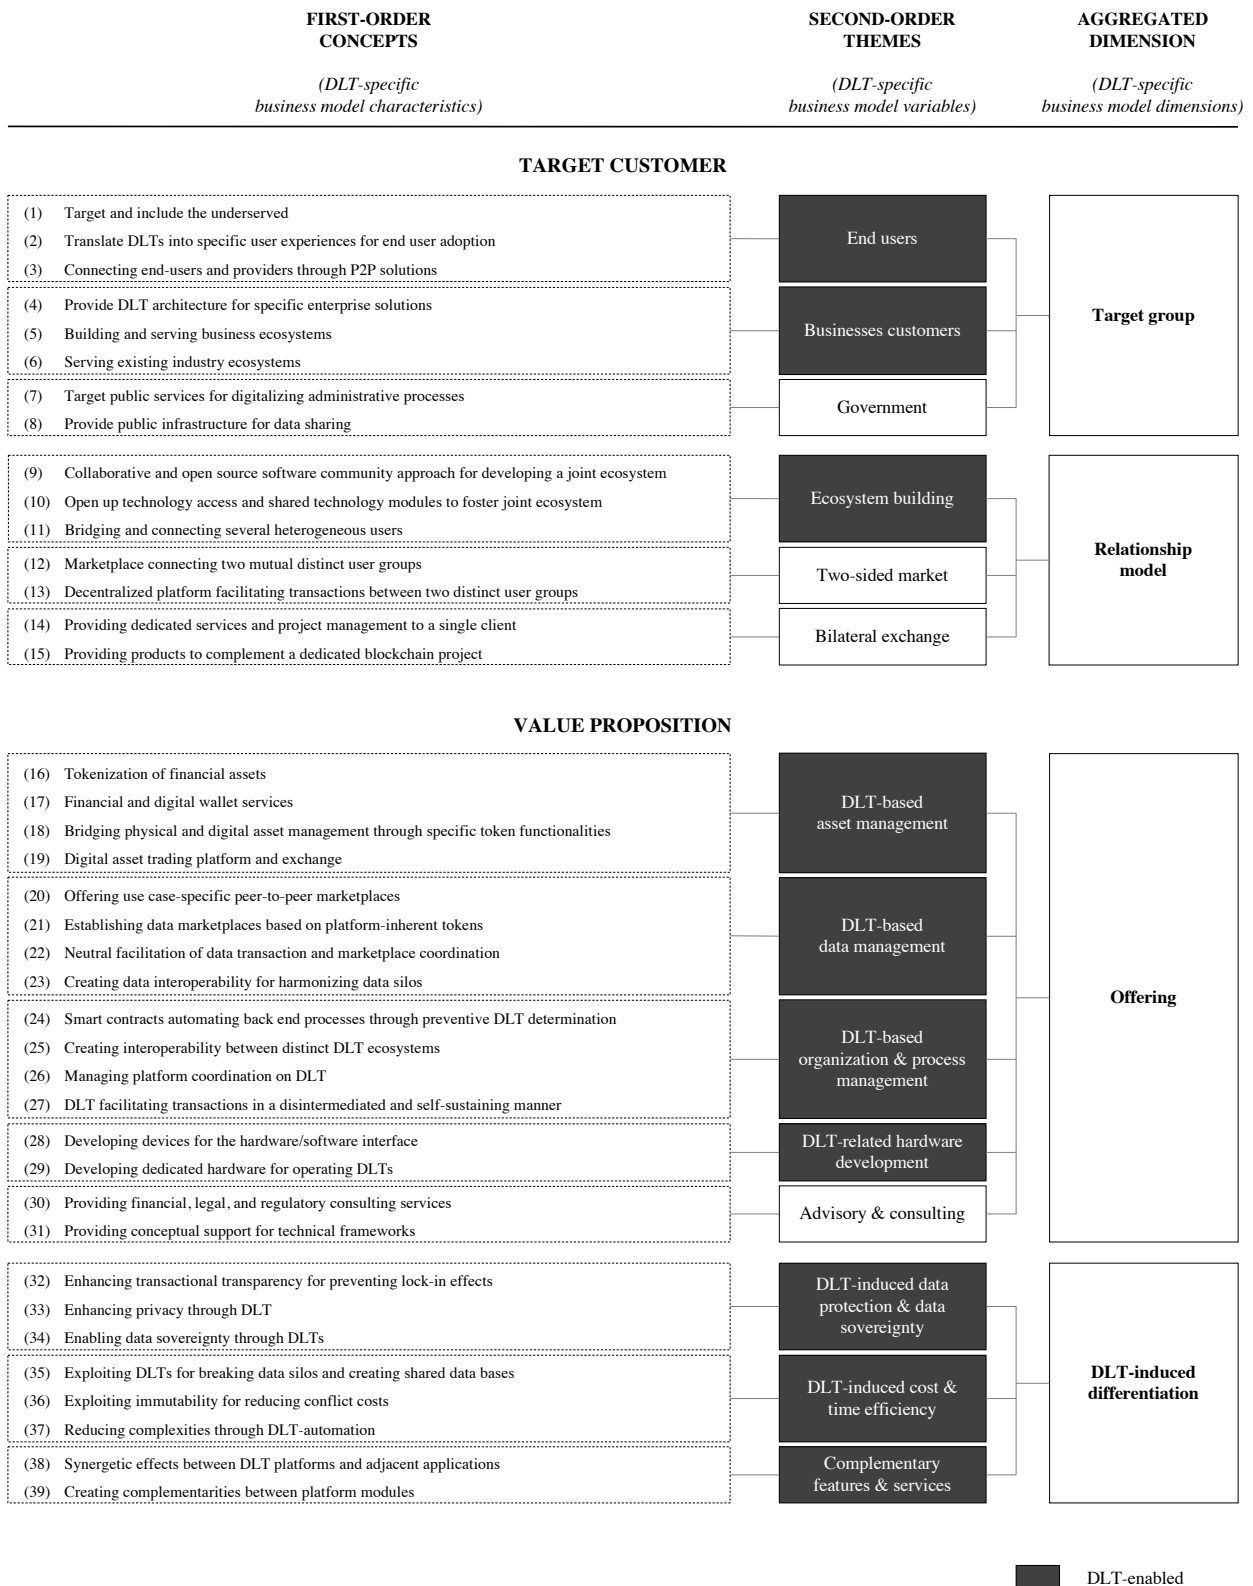 FIRST-ORDER
CONCEPTS
(DLT-specific
business model characteristics)
SECOND-ORDER
THEMES
(DLT-specific
business model variables)
AGGREGATED
DIMENSION
(DLT-specific
business model dimensions)
TARGET CUSTOMER
(1) Target and include the underserved
(2) Translate DLTs into specific user experiences for end user adoption
(3) Connecting end-users and providers through P2P solutions
End users
(4) Provide DLT architecture for specific enterprise solutions
(5) Building and serving business ecosystems
(6) Serving existing industry ecosystems
Businesses customers
(7) Target public services for digitalizing administrative processes
(8) Provide public infrastructure for data sharing
Government
Target group
(9) Collaborative and open source software community approach for developing a joint ecosystem
(10) Open up technology access and shared technology modules to foster joint ecosystem
(11) Bridging and connecting several heterogeneous users
Ecosystem building
(12) Marketplace connecting two mutual distinct user groups
(13) Decentralized platform facilitating transactions between two distinct user groups
Two-sided market
(14) Providing dedicated services and project management to a single client
(15) Providing products to complement a dedicated blockchain project
Bilateral exchange
Relationship
model
VALUE PROPOSITION
(16) Tokenization of financial assets
(17) Financial and digital wallet services
(18) Bridging physical and digital asset management through specific token functionalities
(19) Digital asset trading platform and exchange
DLT-based
asset management
(20) Offering use case-specific peer-to-peer marketplaces
(21) Establishing data marketplaces based on platform-inherent tokens
(22) Neutral facilitation of data transaction and marketplace coordination
(23) Creating data interoperability for harmonizing data silos
DLT-based
data management
(24) Smart contracts automating back end processes through preventive DLT determination
(25) Creating interoperability between distinct DLT ecosystems
(26) Managing platform coordination on DLT
(27) DLT facilitating transactions in a disintermediated and self-sustaining manner
DLT-based
organization & process
management
(28) Developing devices for the hardware/software interface
(29) Developing dedicated hardware for operating DLTs
DLT-related hardware
development
(30) Providing financial, legal, and regulatory consulting services
(31) Providing conceptual support for technical frameworks
Advisory & consulting
Offering
(32) Enhancing transactional transparency for preventing lock-in effects
(33) Enhancing privacy through DLT
(34) Enabling data sovereignty through DLTs
DLT-induced data
protection & data
sovereignty
(35) Exploiting DLTs for breaking data silos and creating shared data bases
(36) Exploiting immutability for reducing conflict costs
(37) Reducing complexities through DLT-automation
DLT-induced cost &
time efficiency
(38) Synergetic effects between DLT platforms and adjacent applications
(39) Creating complementarities between platform modules
Complementary
features & services
DLT-induced
differentiation
DLT-enabled